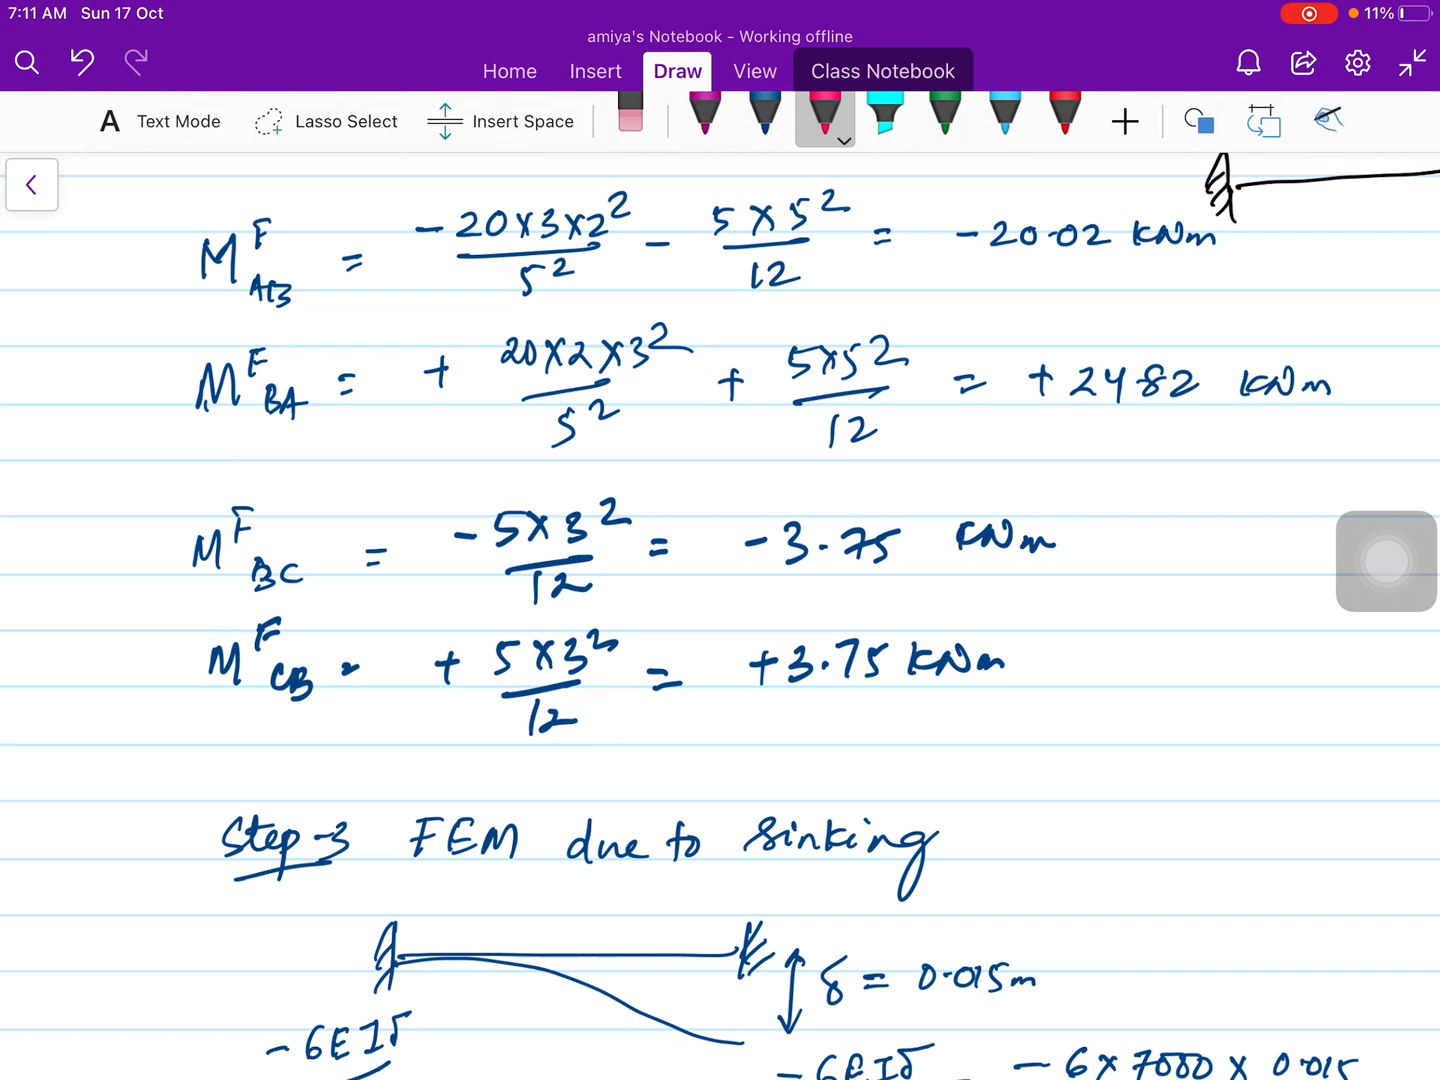 7:11 AM Sun 17 Oct 11%
amiya's Notebook - Working offline
Home Insert Draw View Class Notebook
A Text Mode Lasso Select Insert Space
M^F_AB = -20×3×2²/5² - 5×5²/12 = -20.02 KNm
M^F_BA = + 20×2×3²/5² + 5×5²/12 = +24.82 KNm
M^F_BC = -5×3²/12 = -3.75 KNm
M^F_CB = + 5×3²/12 = +3.75 KNm
Step-3 FEM due to sinking
δ = 0.015m
-6EIδ
-6EIδ = -6×7000×0.015